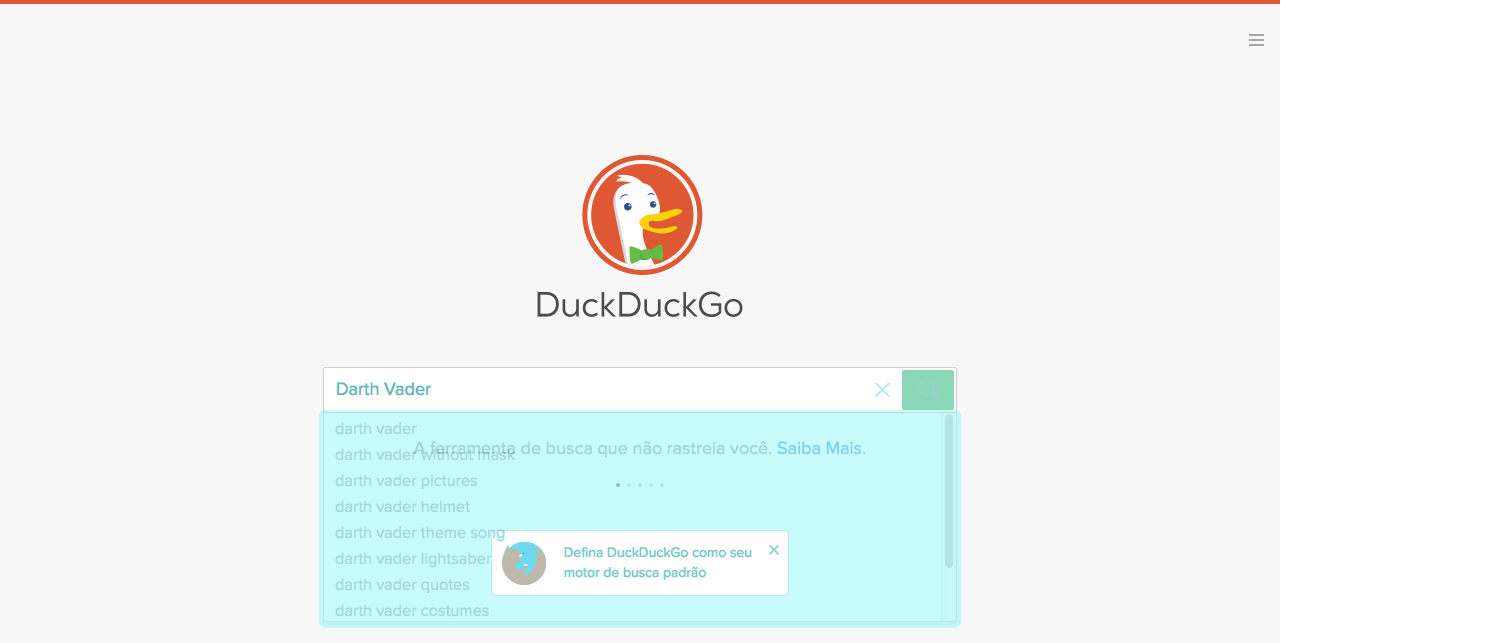 DuckDuckGo
Darth Vader
darth vader
A ferramenta de busca que não rastreia você. Saiba Mais.
darth vader without mask
darth vader pictures
darth vader helmet
darth vader theme song
darth vader lightsaber
darth vader quotes
darth vader costumes
Defina DuckDuckGo como seu
motor de busca padrão